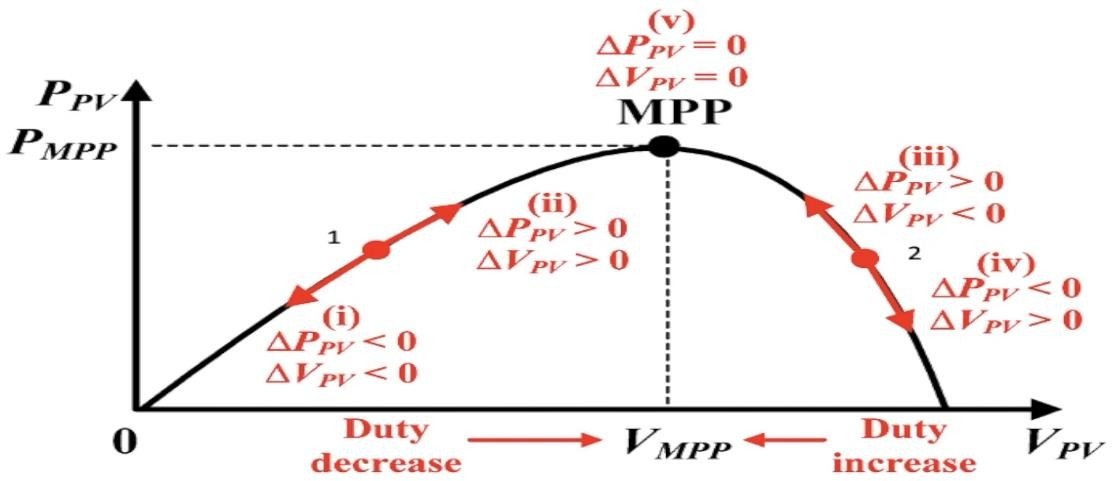 (v)
ΔP_PV = 0
ΔV_PV = 0
MPP
P_PV
P_MPP
(iii)
ΔP_PV > 0
ΔV_PV < 0
(ii)
ΔP_PV > 0
ΔV_PV > 0
1
2
(iv)
ΔP_PV < 0
ΔV_PV > 0
(i)
ΔP_PV < 0
ΔV_PV < 0
0
Duty
decrease
V_MPP
Duty
increase
V_PV